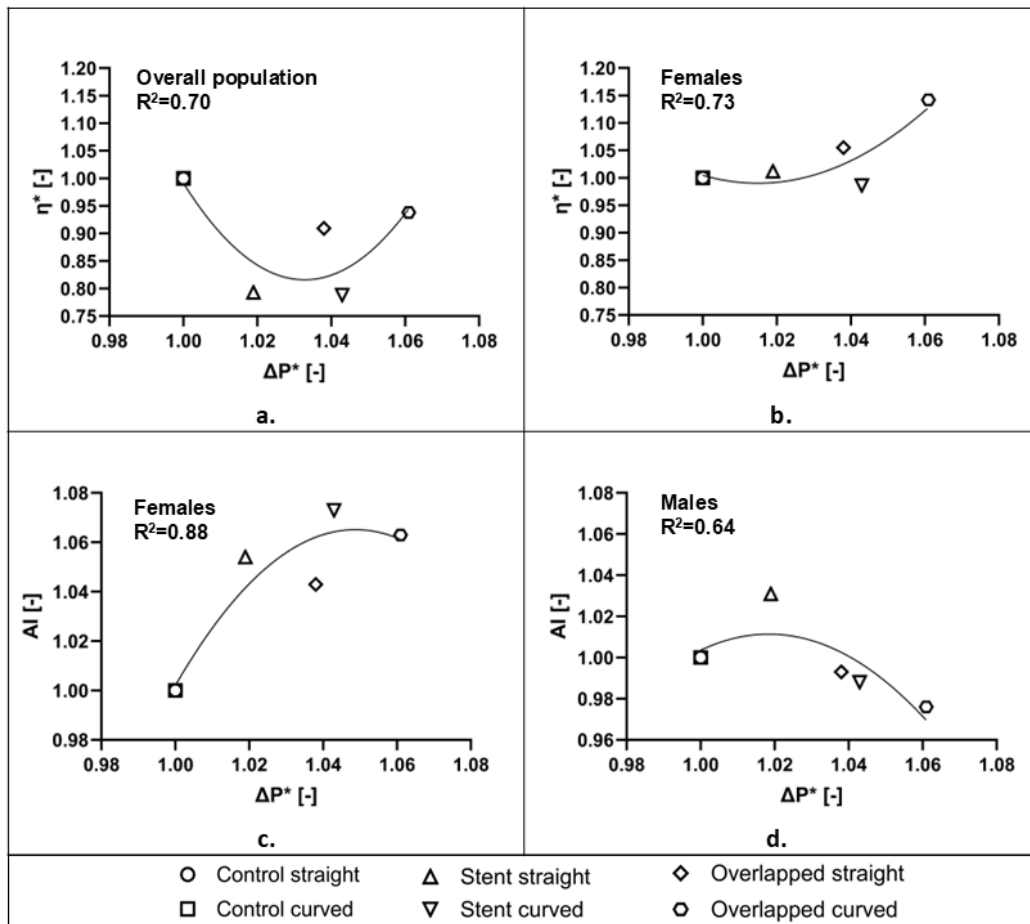 Overall population
R²=0.70
1.20
1.15
1.10
1.05
1.00
0.95
0.90
0.85
0.80
0.75
η* [-]
0.98 1.00 1.02 1.04 1.06 1.08
ΔP* [-]
a.
Females
R²=0.73
1.20
1.15
1.10
1.05
1.00
0.95
0.90
0.85
0.80
0.75
η* [-]
0.98 1.00 1.02 1.04 1.06 1.08
ΔP* [-]
b.
Females
R²=0.88
1.08
1.06
1.04
1.02
1.00
0.98
AI [-]
0.98 1.00 1.02 1.04 1.06 1.08
ΔP* [-]
c.
Males
R²=0.64
1.08
1.06
1.04
1.02
1.00
0.98
0.96
AI [-]
0.98 1.00 1.02 1.04 1.06 1.08
ΔP* [-]
d.
Control straight Stent straight Overlapped straight
Control curved Stent curved Overlapped curved